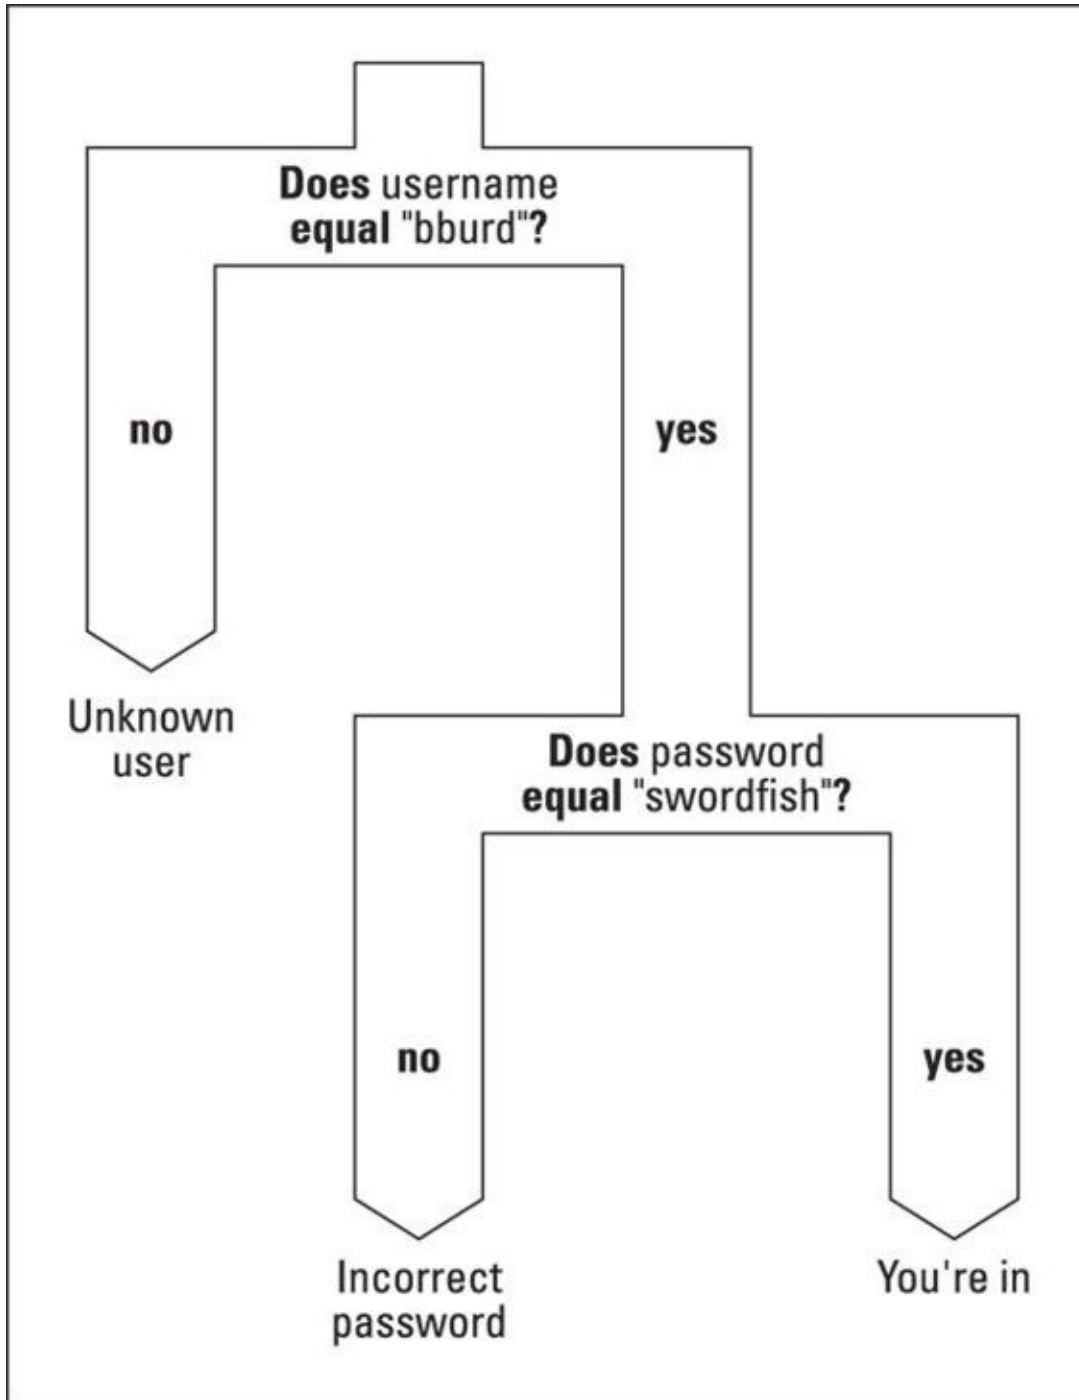 Does username
equal "bburd"?
no
yes
Unknown
user
Does password
equal "swordfish"?
no
yes
Incorrect
password
You're in